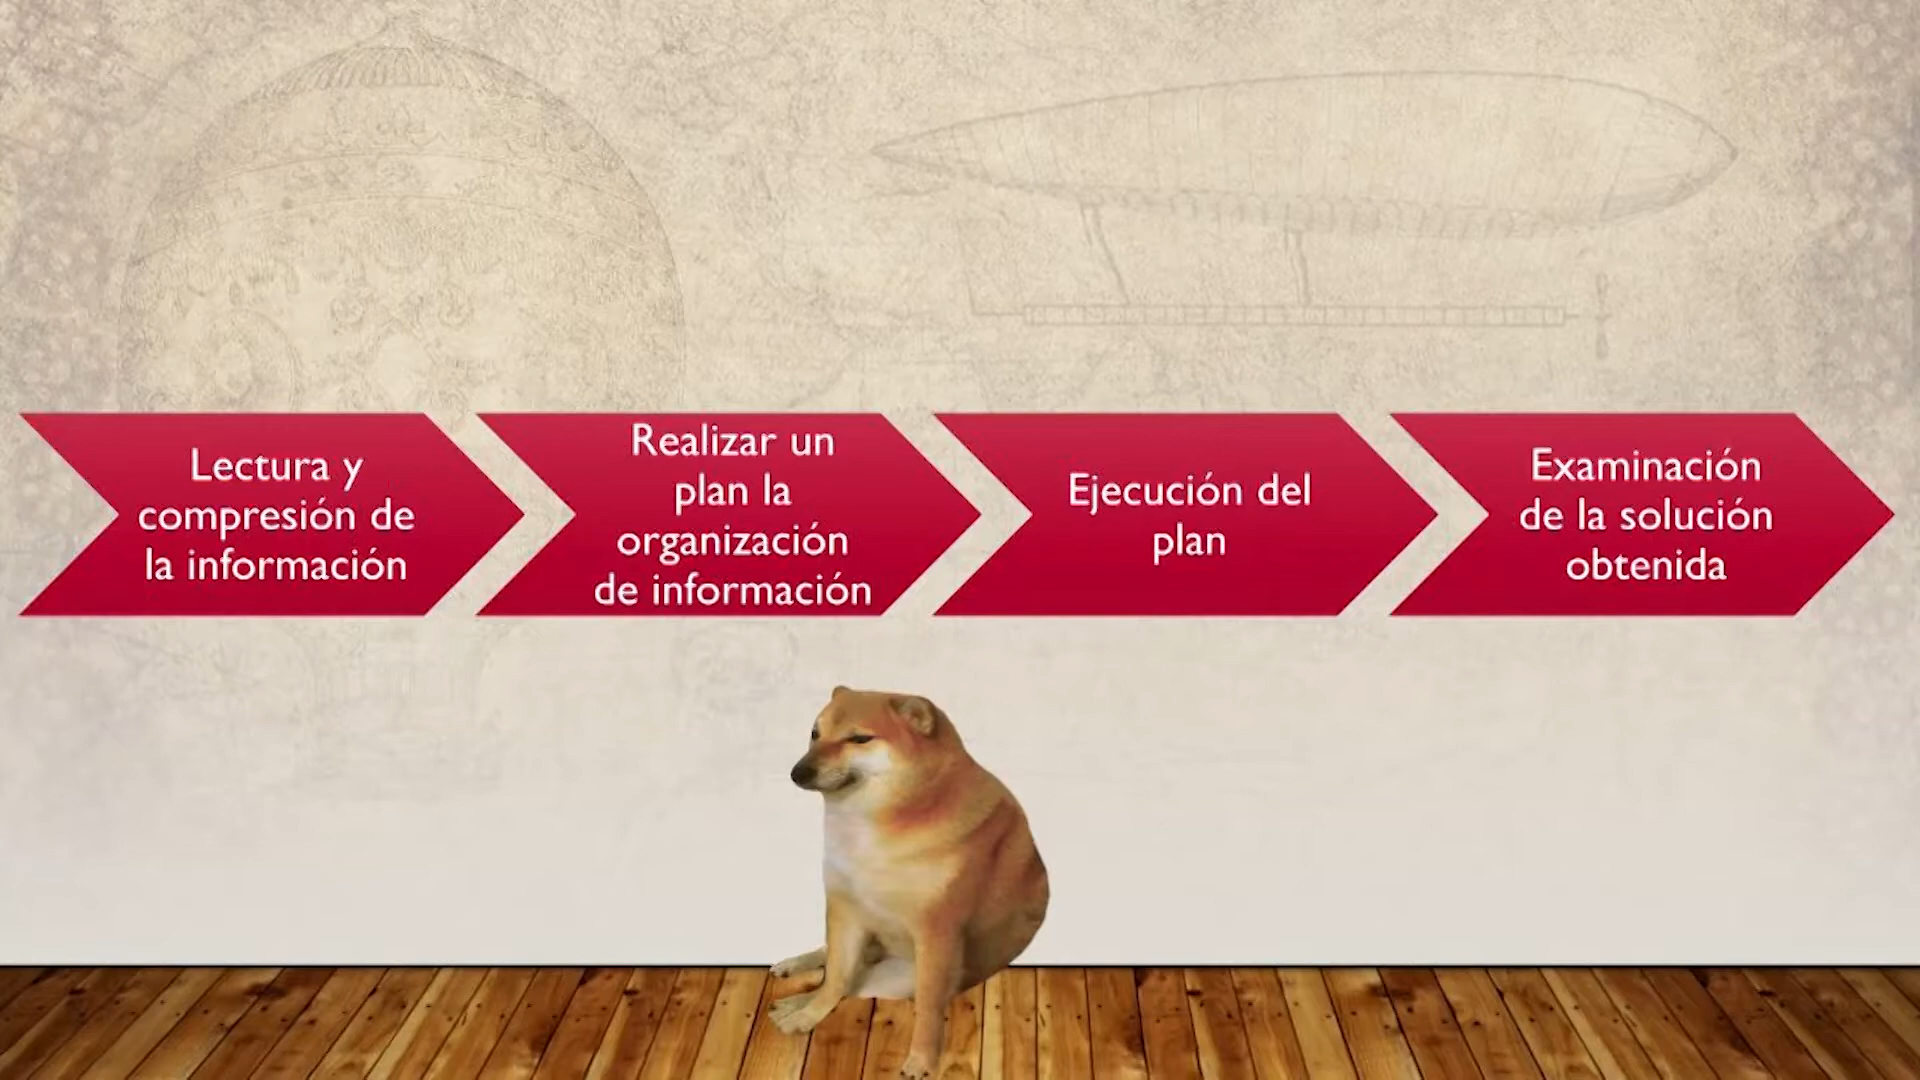 Lectura y
compresión de
la información
Realizar un
plan la
organización
de información
Ejecución del
plan
Examinación
de la solución
obtenida